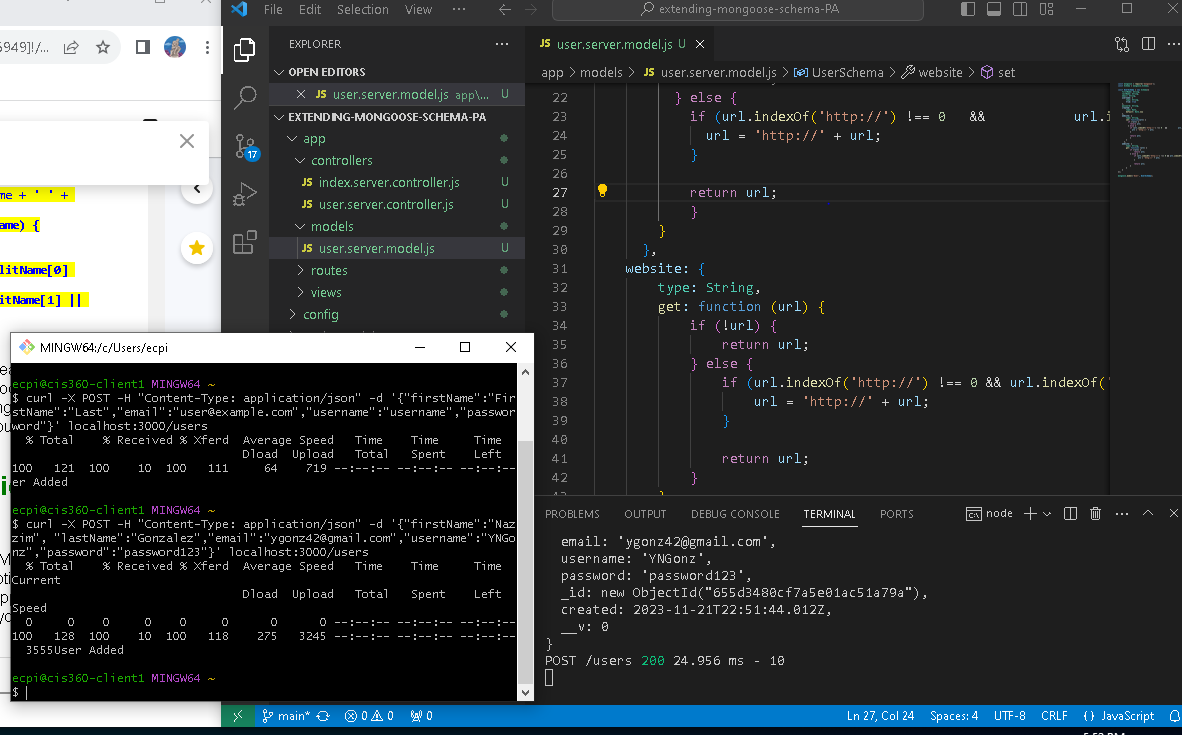 File Edit Selection View ··· extending-mongoose-schema-PA
5949]!/...
me + ' ' +
ame) {
litName[0]
itName[1] ||
EXPLORER ···
OPEN EDITORS
JS user.server.model.js app\... U
EXTENDING-MONGOOSE-SCHEMA-PA
app
controllers
JS index.server.controller.js U
JS user.server.controller.js U
models
JS user.server.model.js U
routes
views
config
17
JS user.server.model.js U
app > models > JS user.server.model.js > UserSchema > website > set
22 } else {
23 if (url.indexOf('http://') !== 0 && url.i
24 url = 'http://' + url;
25 }
26
27 return url;
28 }
29 }
30 },
31 website: {
32 type: String,
33 get: function (url) {
34 if (!url) {
35 return url;
36 } else {
37 if (url.indexOf('http://') !== 0 && url.indexOf('
38 url = 'http://' + url;
39 }
40
41 return url;
42 }
MINGW64:/c/Users/ecpi
ecpi@cis360-client1 MINGW64 ~
$ curl -X POST -H "Content-Type: application/json" -d '{"firstName":"Fir
stName":"Last","email":"user@example.com","username":"username","passwor
word"}' localhost:3000/users
% Total % Received % Xferd Average Speed Time Time Time
Dload Upload Total Spent Left
100 121 100 10 100 111 64 719 --:--:-- --:--:-- --:--:--
er Added
ecpi@cis360-client1 MINGW64 ~
$ curl -X POST -H "Content-Type: application/json" -d '{"firstName":"Naz
zim", "lastName":"Gonzalez","email":"ygonz42@gmail.com","username":"YNGo
nz","password":"password123"}' localhost:3000/users
% Total % Received % Xferd Average Speed Time Time Time
Current
Dload Upload Total Spent Left
Speed
0 0 0 0 0 0 0 0 --:--:-- --:--:-- --:--:--
100 128 100 10 100 118 275 3245 --:--:-- --:--:-- --:--:--
3555User Added
ecpi@cis360-client1 MINGW64 ~
$
PROBLEMS OUTPUT DEBUG CONSOLE TERMINAL PORTS node
email: 'ygonz42@gmail.com',
username: 'YNGonz',
password: 'password123',
_id: new ObjectId("655d3480cf7a5e01ac51a79a"),
created: 2023-11-21T22:51:44.012Z,
__v: 0
}
POST /users 200 24.956 ms - 10
main* 0 0 0 Ln 27, Col 24 Spaces: 4 UTF-8 CRLF {} JavaScript